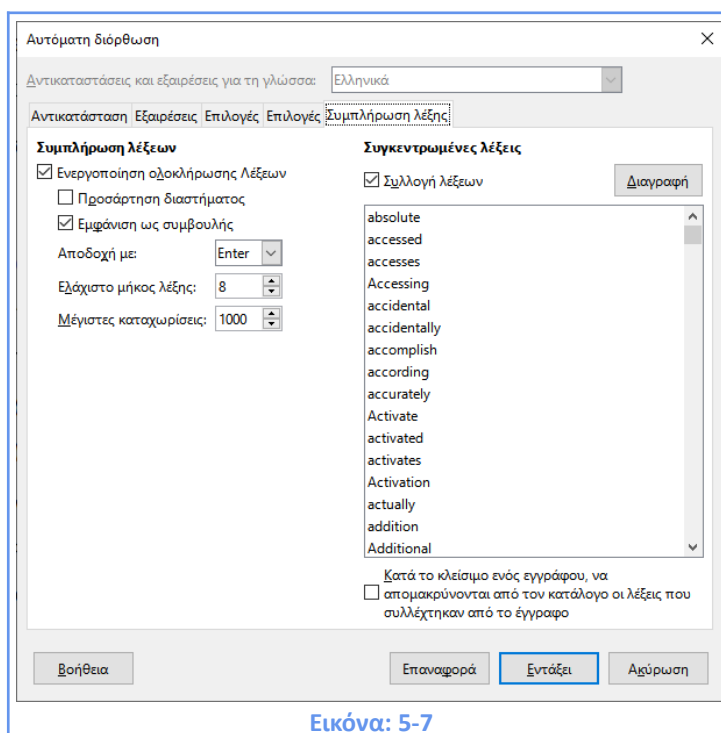 Αυτόματη διόρθωση
Αντικαταστάσεις και εξαιρέσεις για τη γλώσσα: Ελληνικά
Αντικατάσταση Εξαιρέσεις Επιλογές Επιλογές Συμπλήρωση λέξης
Συμπλήρωση λέξεων
Ενεργοποίηση ολοκλήρωσης Λέξεων
Προσάρτηση διαστήματος
Εμφάνιση ως συμβουλής
Αποδοχή με: Enter
Ελάχιστο μήκος λέξης: 8
Μέγιστες καταχωρίσεις: 1000
Συγκεντρωμένες λέξεις
Συλλογή λέξεων Διαγραφή
absolute
accessed
accesses
Accessing
accidental
accidentally
accomplish
according
accurately
Activate
activated
activates
Activation
actually
addition
Additional
Κατά το κλείσιμο ενός εγγράφου, να
απομακρύνονται από τον κατάλογο οι λέξεις που
συλλέχτηκαν από το έγγραφο
Βοήθεια Επαναφορά Εντάξει Ακύρωση
Εικόνα: 5-7